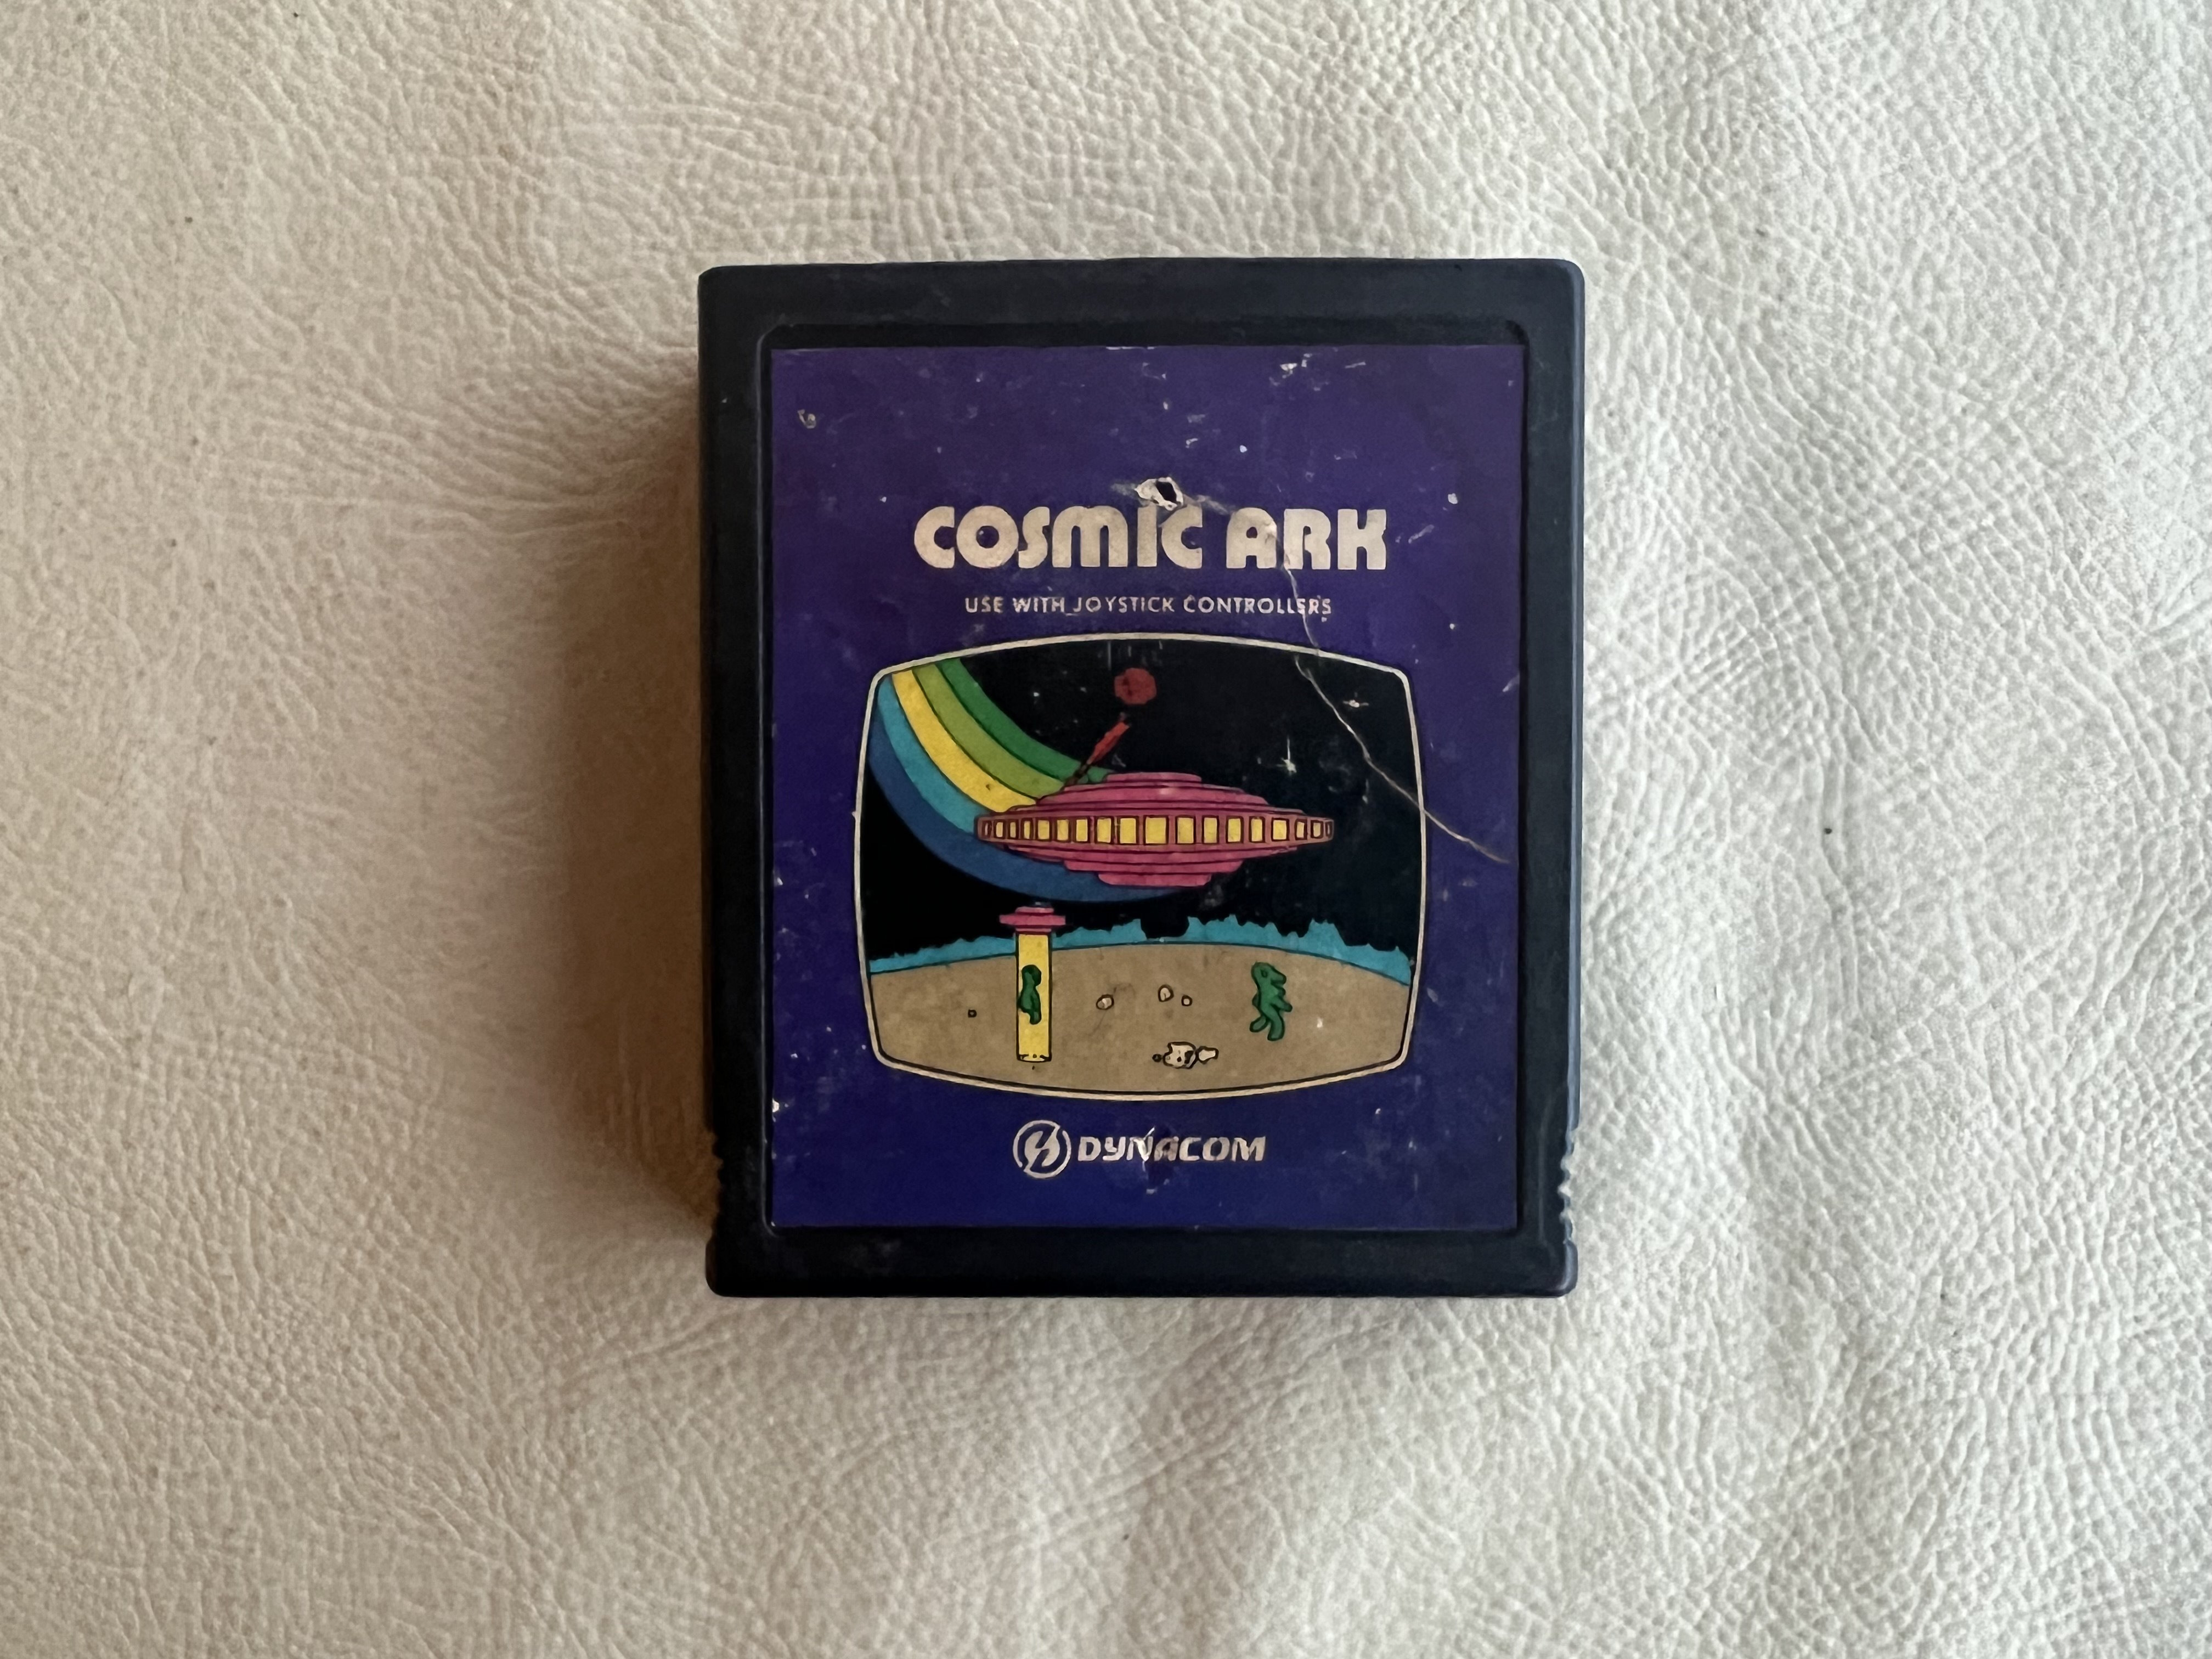 COSMIC ARK
USE WITH JOYSTICK CONTROLLERS
DYNACOM